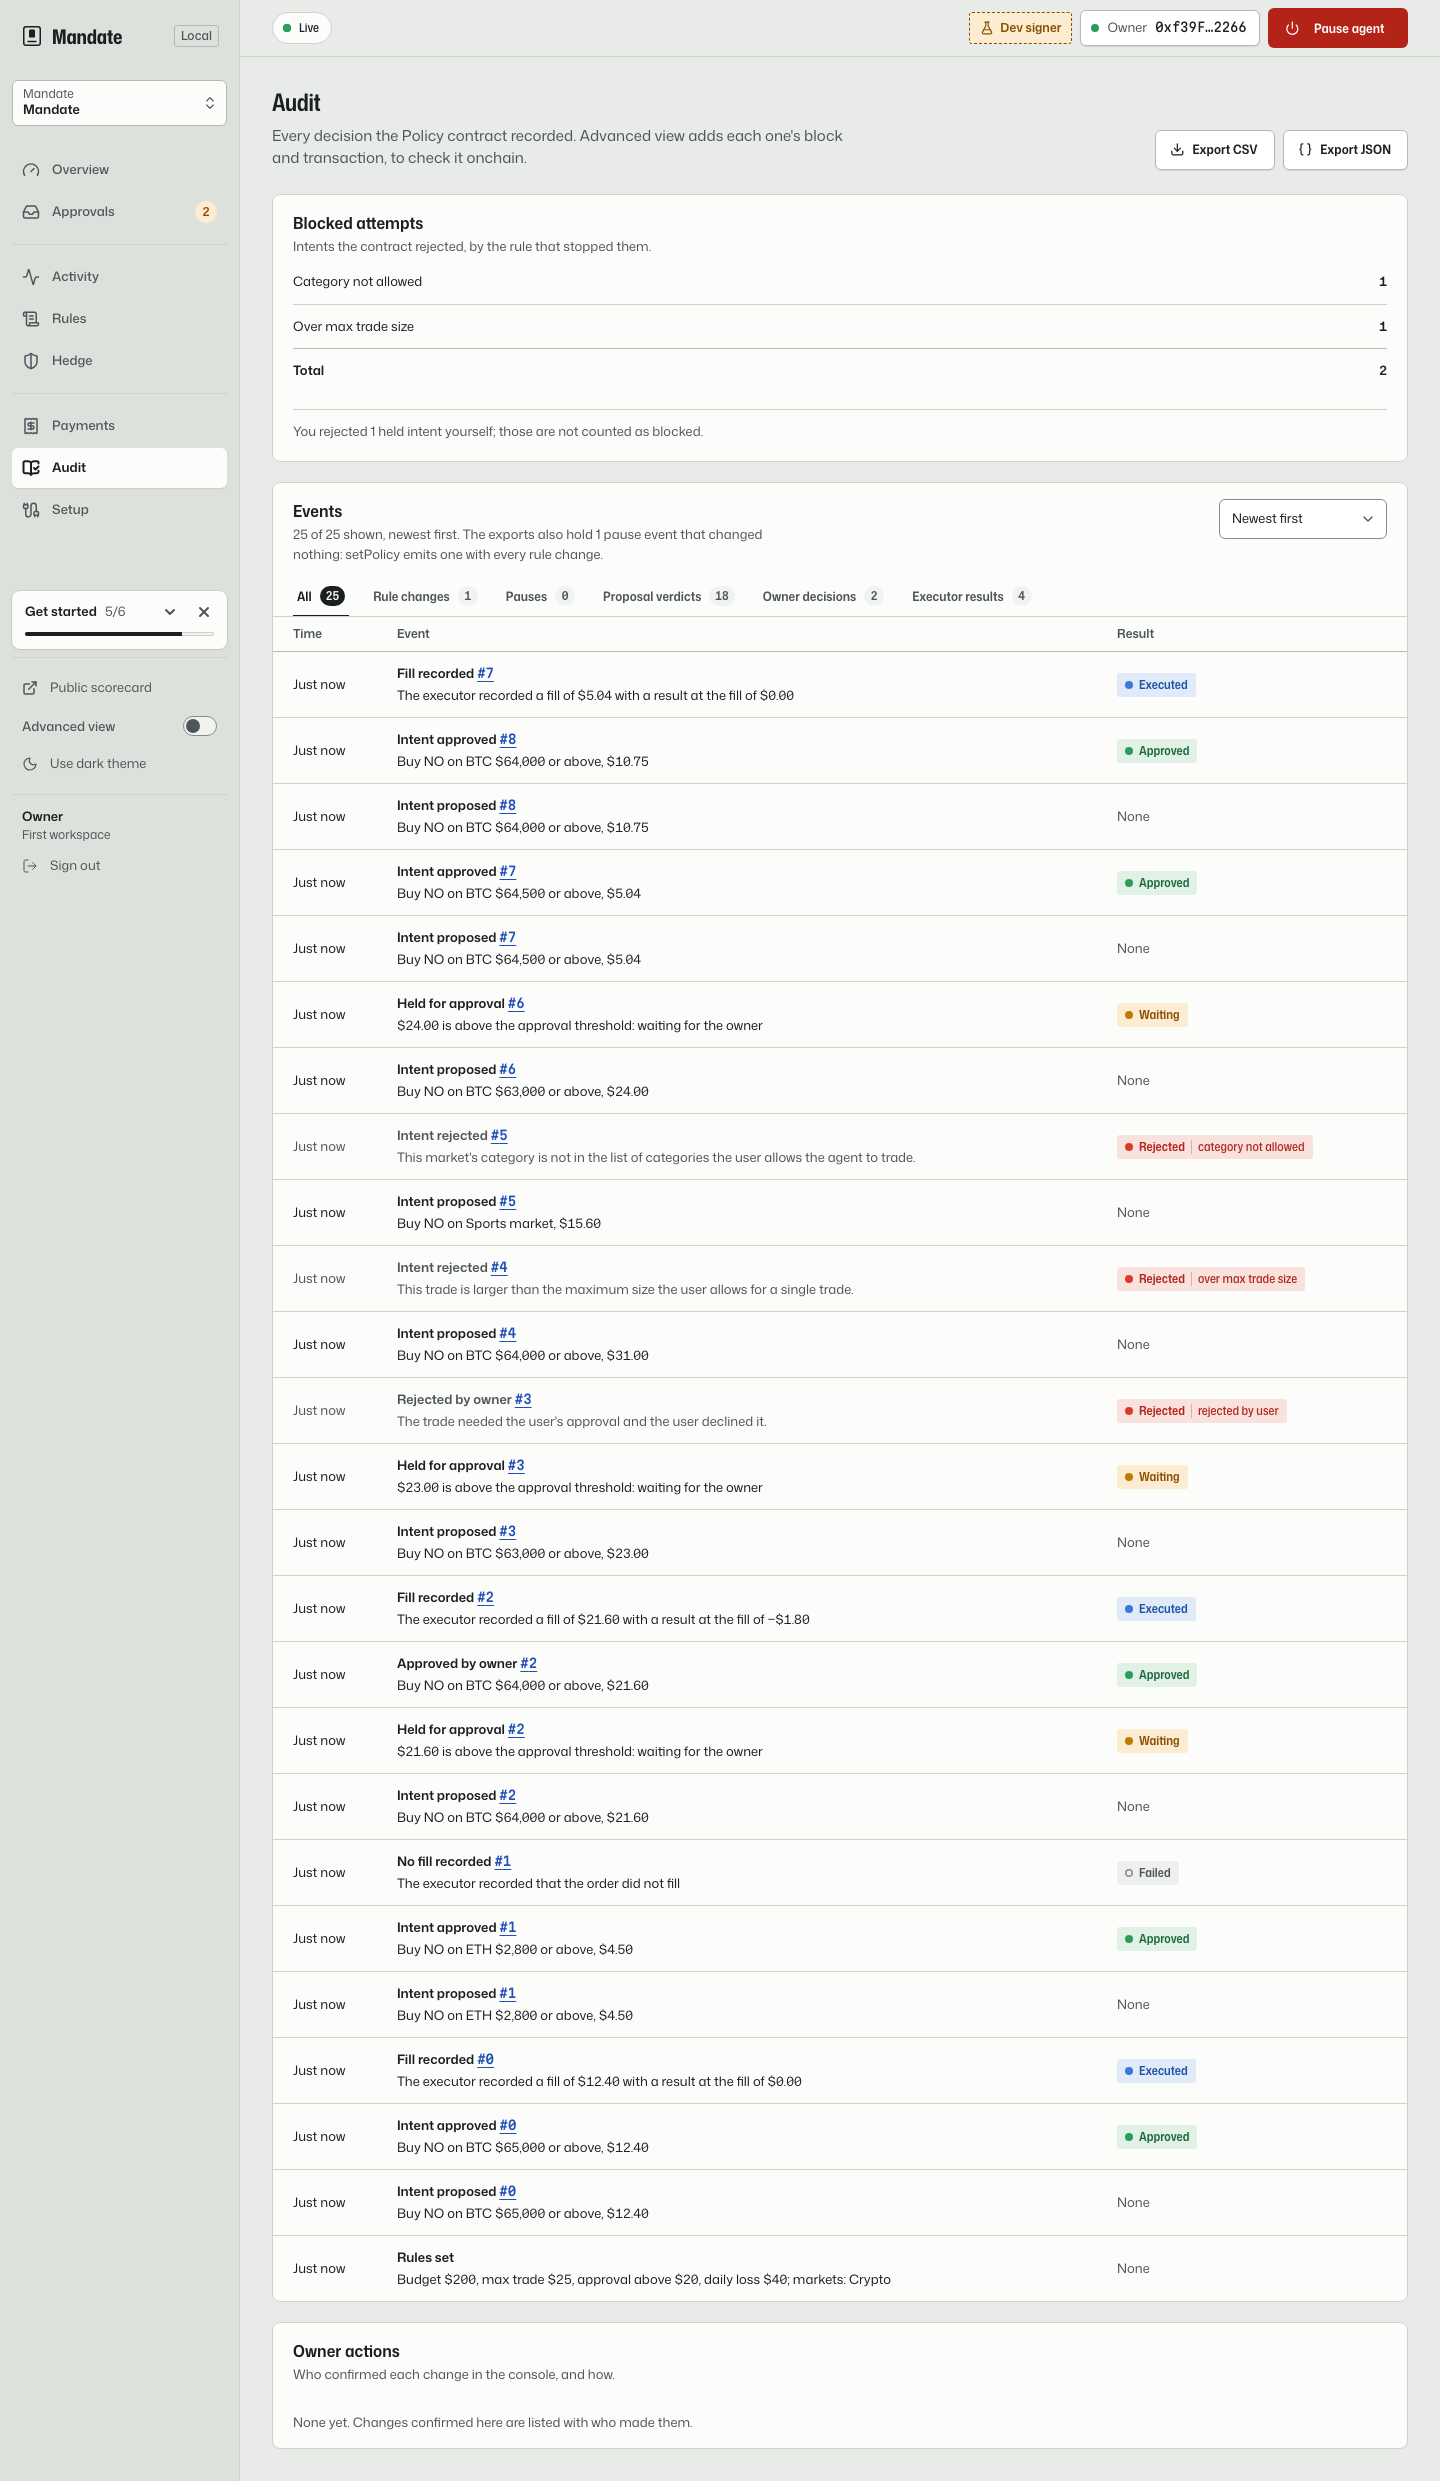 Mandate
Local
Mandate
Mandate
Overview
Approvals
2
Activity
Rules
Hedge
Payments
Audit
Setup
Get started 5/6
Public scorecard
Advanced view
Use dark theme
Owner
First workspace
Sign out
Live
Dev signer
Owner 0xf39F…2266
Pause agent
Audit
Every decision the Policy contract recorded. Advanced view adds each one's block
and transaction, to check it onchain.
Export CSV
Export JSON
Blocked attempts
Intents the contract rejected, by the rule that stopped them.
Category not allowed 1
Over max trade size 1
Total 2
You rejected 1 held intent yourself; those are not counted as blocked.
Events
25 of 25 shown, newest first. The exports also hold 1 pause event that changed
nothing: setPolicy emits one with every rule change.
Newest first
All 25 Rule changes 1 Pauses 0 Proposal verdicts 18 Owner decisions 2 Executor results 4
Time Event Result
Just now
Fill recorded #7
The executor recorded a fill of $5.04 with a result at the fill of $0.00
Executed
Just now
Intent approved #8
Buy NO on BTC $64,000 or above, $10.75
Approved
Just now
Intent proposed #8
Buy NO on BTC $64,000 or above, $10.75
None
Just now
Intent approved #7
Buy NO on BTC $64,500 or above, $5.04
Approved
Just now
Intent proposed #7
Buy NO on BTC $64,500 or above, $5.04
None
Just now
Held for approval #6
$24.00 is above the approval threshold: waiting for the owner
Waiting
Just now
Intent proposed #6
Buy NO on BTC $63,000 or above, $24.00
None
Just now
Intent rejected #5
This market's category is not in the list of categories the user allows the agent to trade.
Rejected | category not allowed
Just now
Intent proposed #5
Buy NO on Sports market, $15.60
None
Just now
Intent rejected #4
This trade is larger than the maximum size the user allows for a single trade.
Rejected | over max trade size
Just now
Intent proposed #4
Buy NO on BTC $64,000 or above, $31.00
None
Just now
Rejected by owner #3
The trade needed the user's approval and the user declined it.
Rejected | rejected by user
Just now
Held for approval #3
$23.00 is above the approval threshold: waiting for the owner
Waiting
Just now
Intent proposed #3
Buy NO on BTC $63,000 or above, $23.00
None
Just now
Fill recorded #2
The executor recorded a fill of $21.60 with a result at the fill of −$1.80
Executed
Just now
Approved by owner #2
Buy NO on BTC $64,000 or above, $21.60
Approved
Just now
Held for approval #2
$21.60 is above the approval threshold: waiting for the owner
Waiting
Just now
Intent proposed #2
Buy NO on BTC $64,000 or above, $21.60
None
Just now
No fill recorded #1
The executor recorded that the order did not fill
Failed
Just now
Intent approved #1
Buy NO on ETH $2,800 or above, $4.50
Approved
Just now
Intent proposed #1
Buy NO on ETH $2,800 or above, $4.50
None
Just now
Fill recorded #0
The executor recorded a fill of $12.40 with a result at the fill of $0.00
Executed
Just now
Intent approved #0
Buy NO on BTC $65,000 or above, $12.40
Approved
Just now
Intent proposed #0
Buy NO on BTC $65,000 or above, $12.40
None
Just now
Rules set
Budget $200, max trade $25, approval above $20, daily loss $40; markets: Crypto
None
Owner actions
Who confirmed each change in the console, and how.
None yet. Changes confirmed here are listed with who made them.